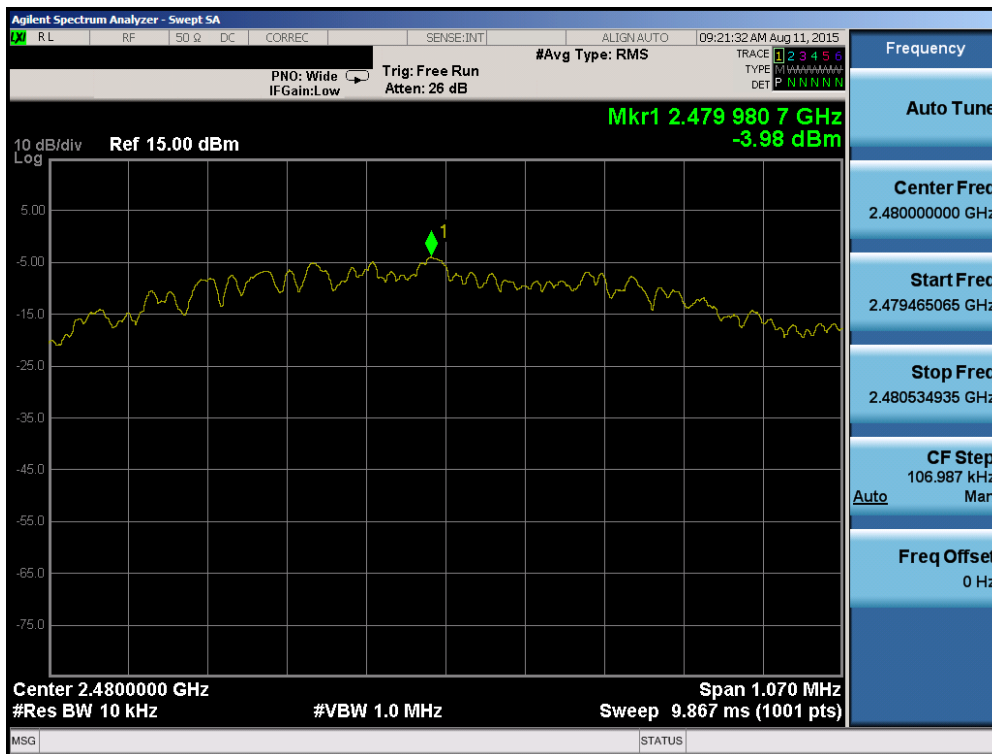 Agilent Spectrum Analyzer - Swept SA
LXI RL RF 50 Ω DC CORREC SENSE:INT ALIGN AUTO 09:21:32 AM Aug 11, 2015
#Avg Type: RMS
TRACE 1 2 3 4 5 6
PNO: Wide Trig: Free Run
TYPE M WWWWW
IFGain:Low Atten: 26 dB
DET P N N N N N
Mkr1 2.479 980 7 GHz
-3.98 dBm
10 dB/div Ref 15.00 dBm
Log
5.00
1
-5.00
-15.0
-25.0
-35.0
-45.0
-55.0
-65.0
-75.0
Center 2.4800000 GHz Span 1.070 MHz
#Res BW 10 kHz #VBW 1.0 MHz Sweep 9.867 ms (1001 pts)
MSG STATUS
Frequency
Auto Tune
Center Freq
2.480000000 GHz
Start Freq
2.479465065 GHz
Stop Freq
2.480534935 GHz
CF Step
106.987 kHz
Auto Man
Freq Offset
0 Hz